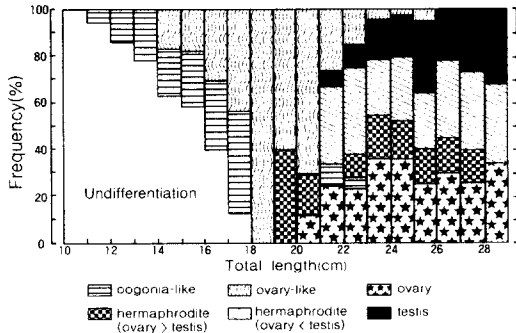 100
80
60
40
20
0
Frequency(%)
Undifferentiation
10 12 14 16 18 20 22 24 26 28
Total length(cm)
oogonia-like
ovary-like
ovary
hermaphrodite
(ovary > testis)
hermaphrodite
(ovary < testis)
testis